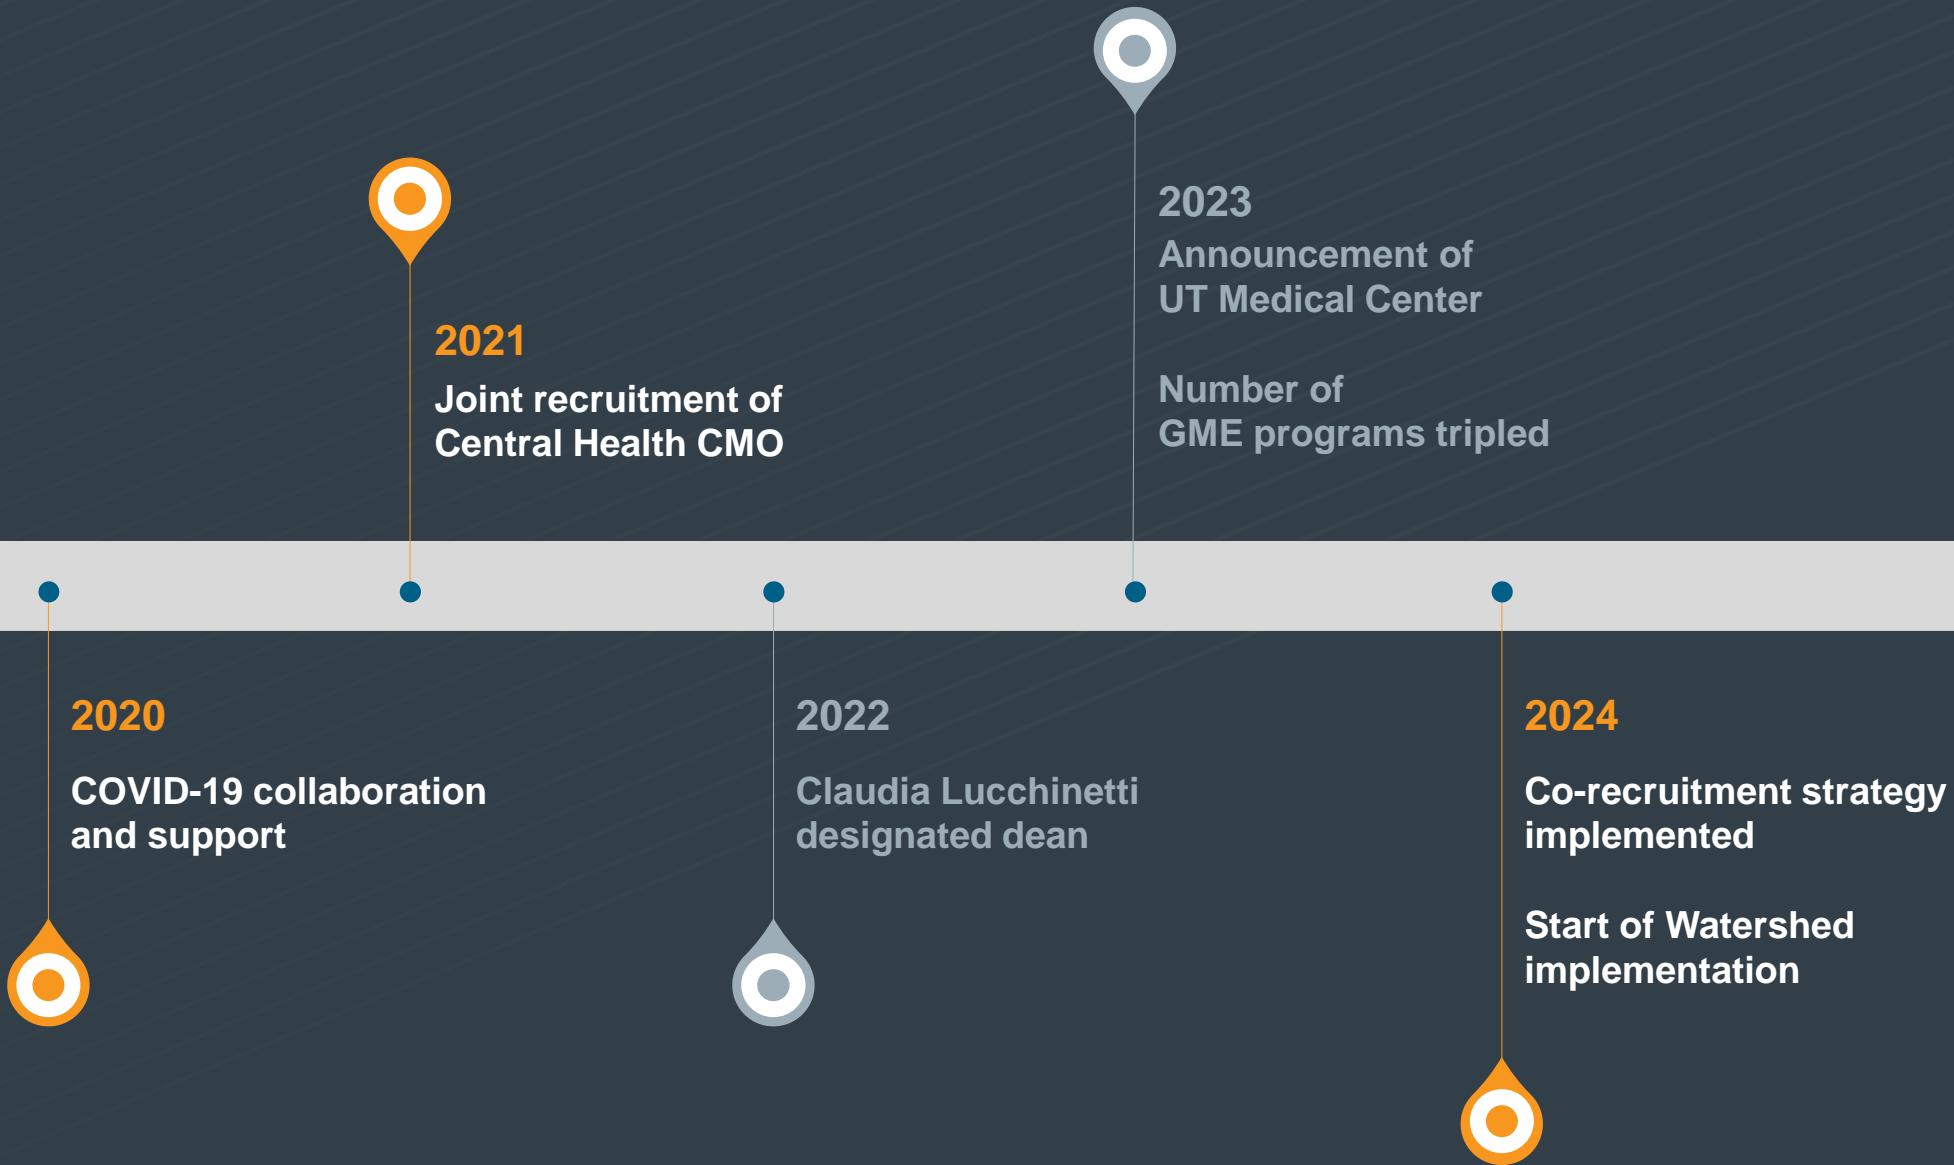 2020
COVID-19 collaboration
and support
2021
Joint recruitment of
Central Health CMO
2022
Claudia Lucchinetti
designated dean
2023
Announcement of
UT Medical Center
Number of
GME programs tripled
2024
Co-recruitment strategy
implemented
Start of Watershed
implementation